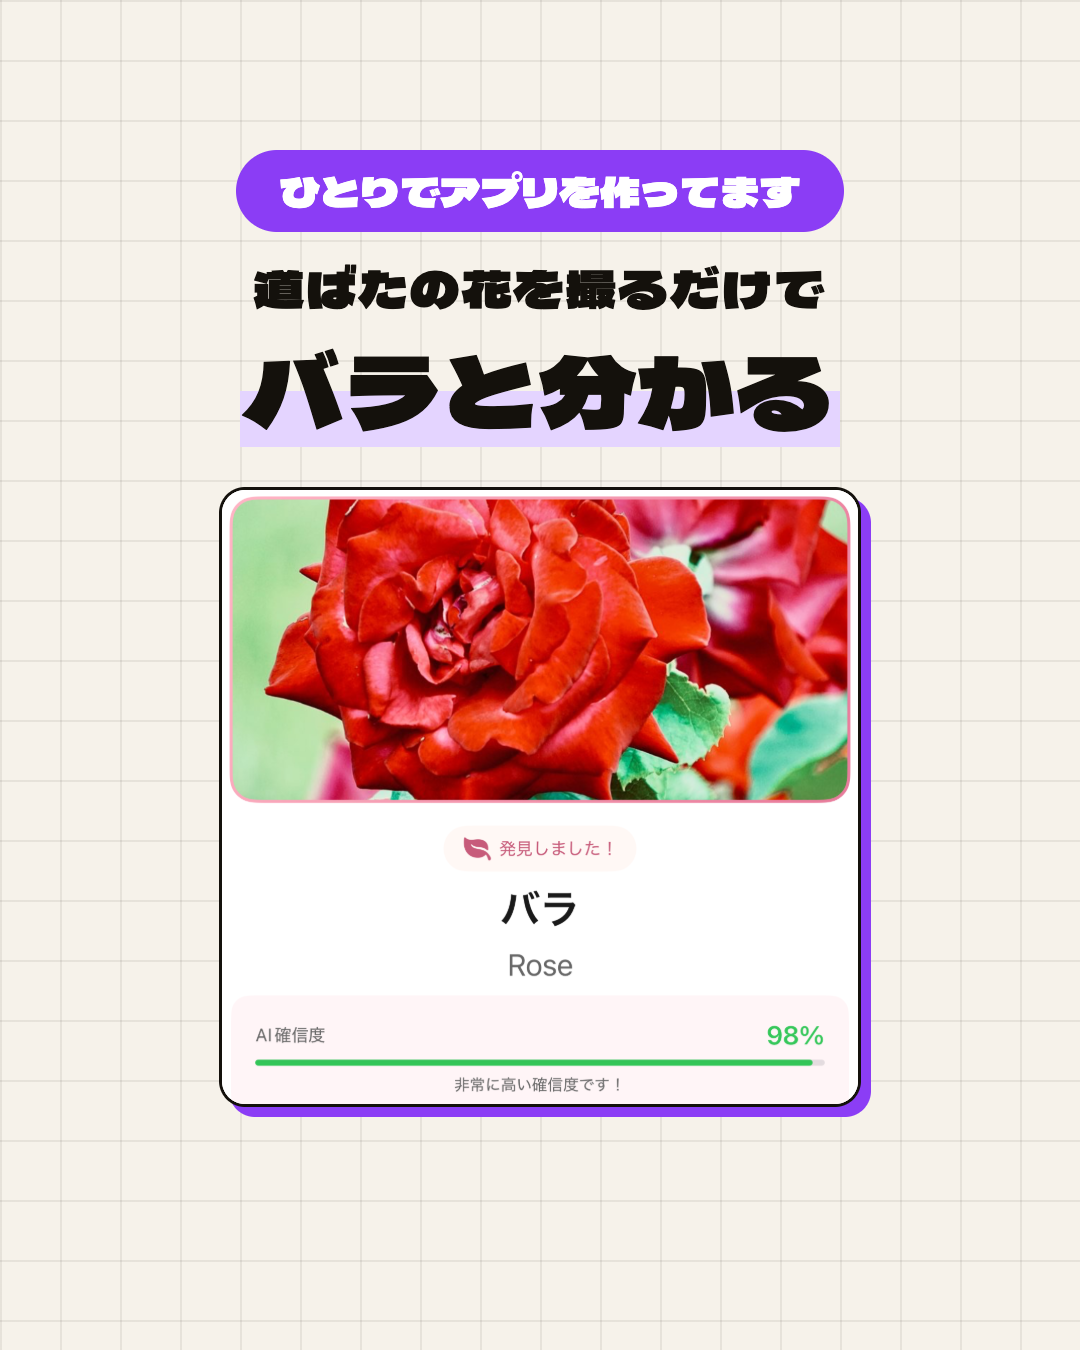 ひとりでアプリを作ってます
道ばたの花を撮るだけで
バラと分かる
発見しました！
バラ
Rose
AI確信度
98%
非常に高い確信度です！